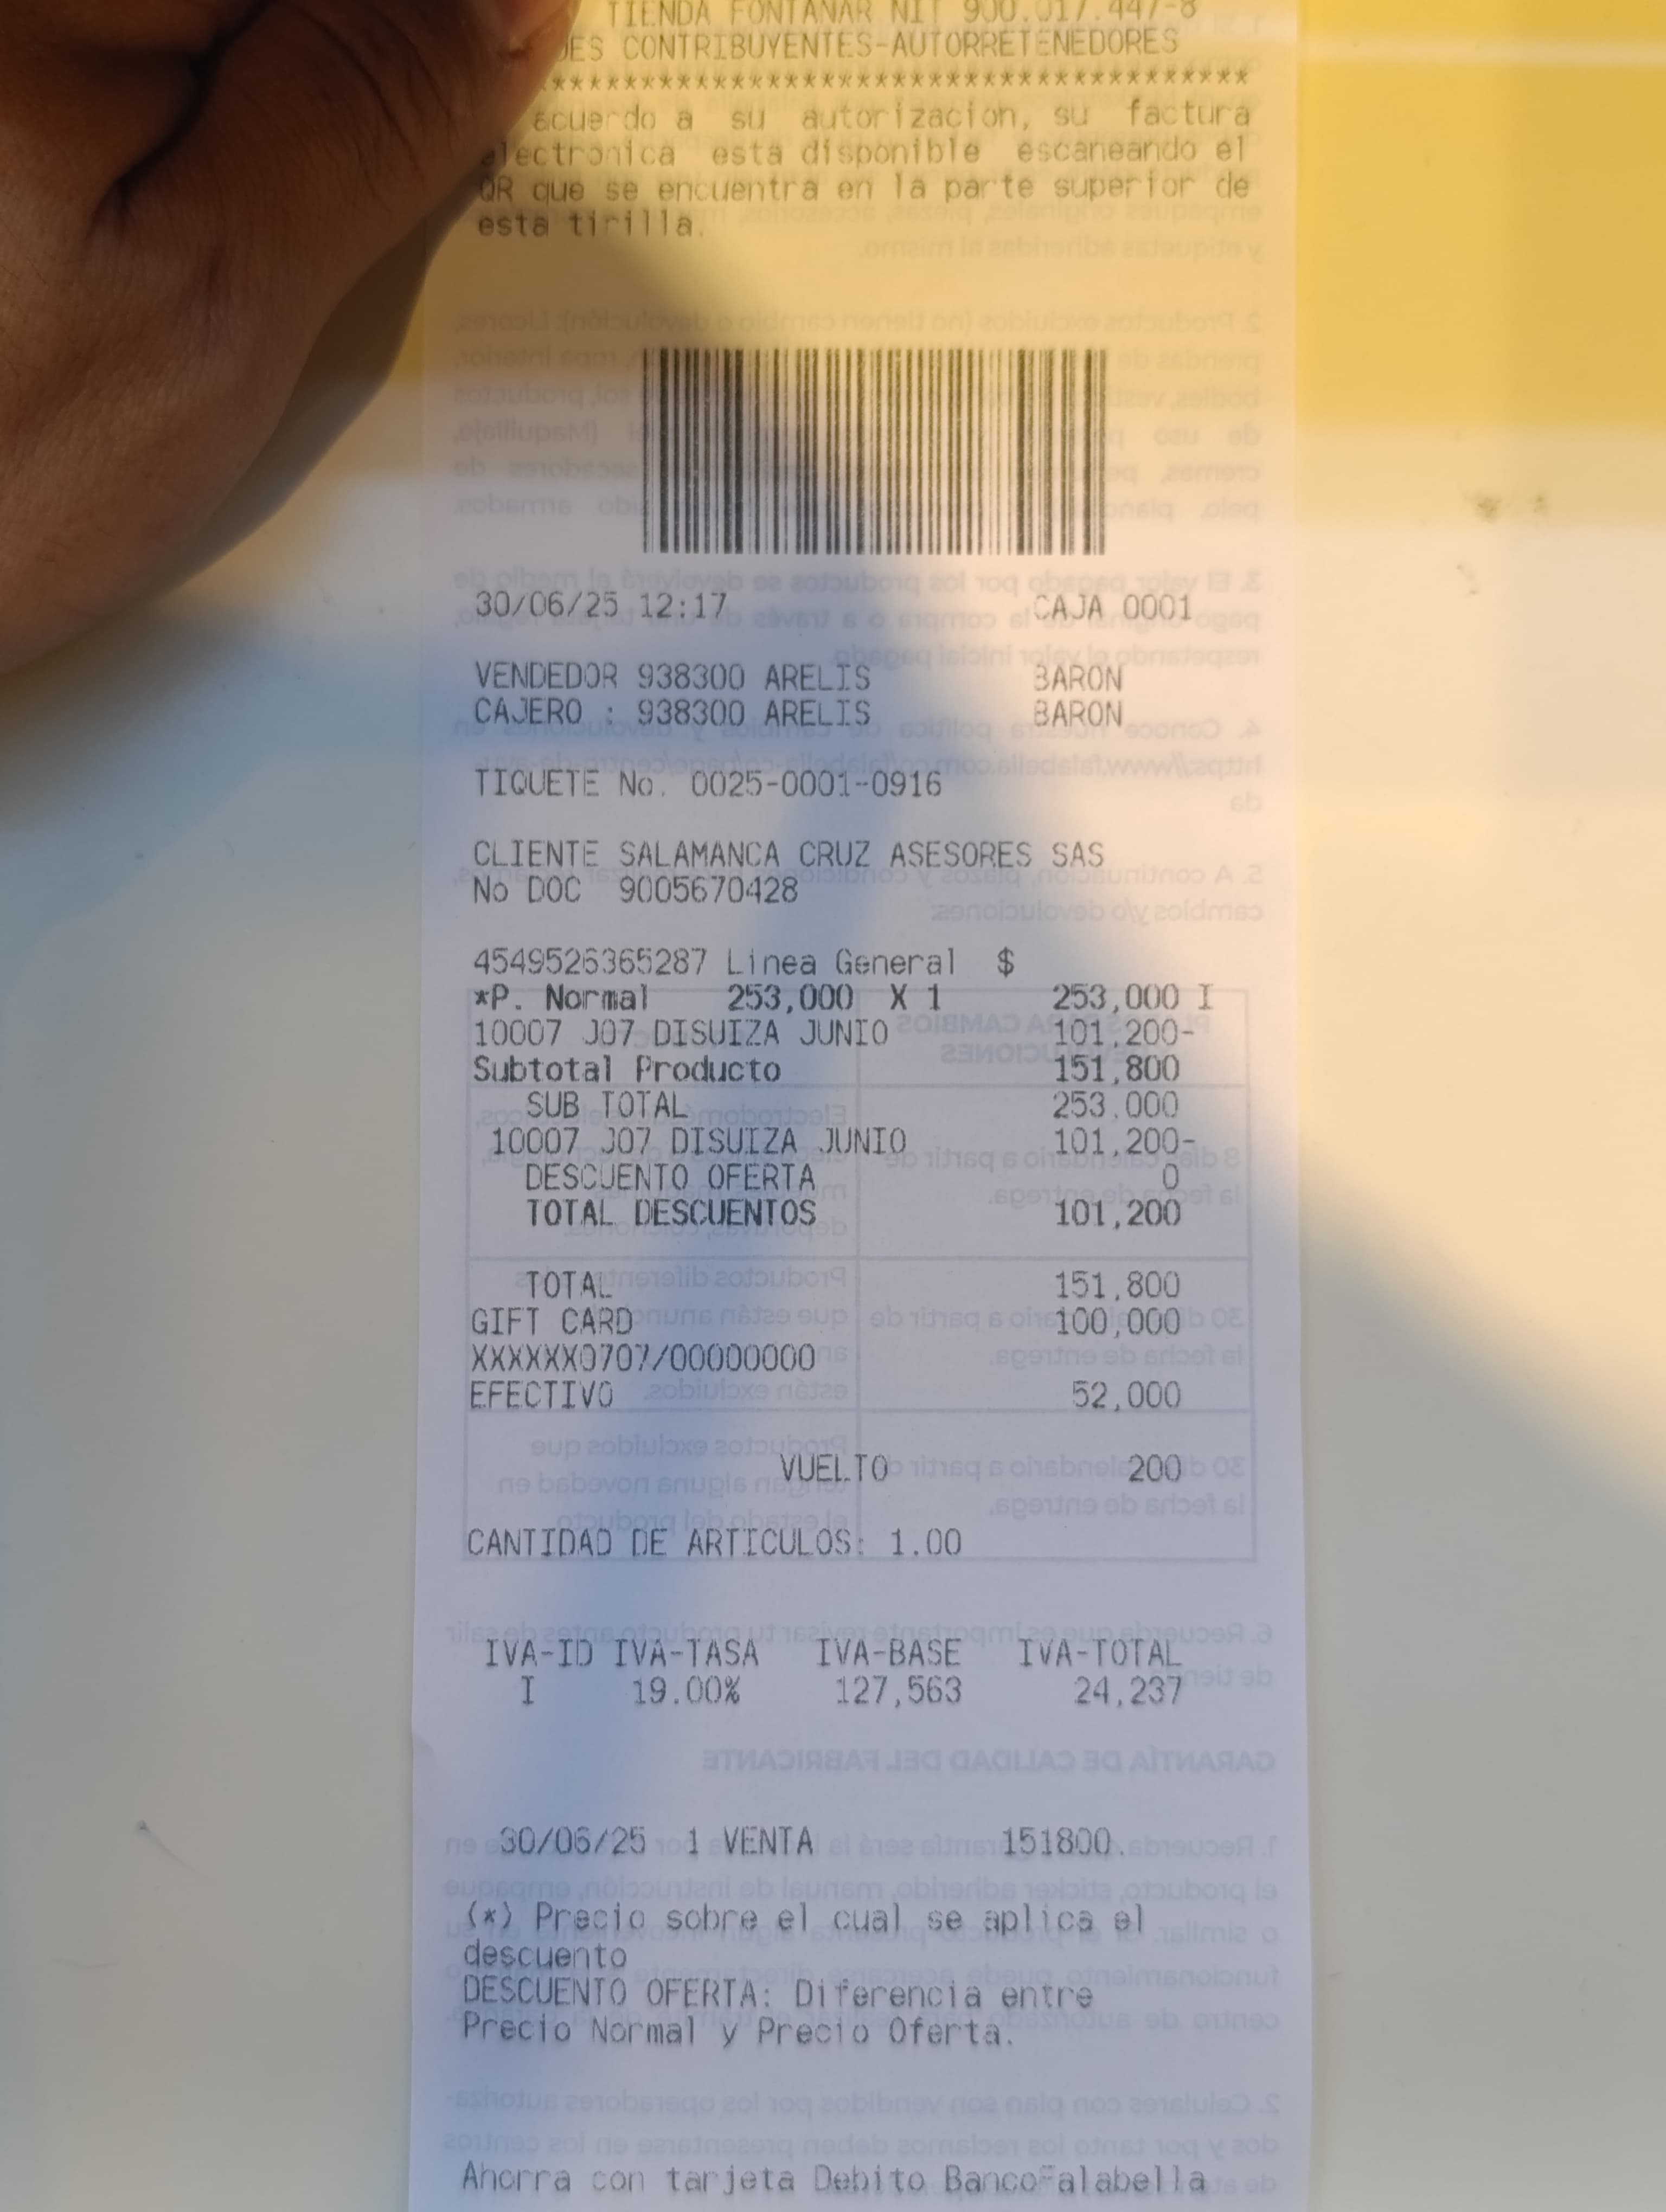 TIENDA FONTANAR NIT 900.017.447-8
DES CONTRIBUYENTES-AUTORRETENEDORES
**************************************
acuerdo a su autorizacion, su factura
electronica esta disponible escaneando el
QR que se encuentra en la parte superior de
esta tirilla.
30/06/25 12:17 CAJA 0001
VENDEDOR 938300 ARELIS BARON
CAJERO : 938300 ARELIS BARON
TIQUETE No. 0025-0001-0916
CLIENTE SALAMANCA CRUZ ASESORES SAS
No DOC 9005670428
4549526365287 Linea General $
*P. Normal 253,000 X 1 253,000 I
10007 J07 DISUIZA JUNIO 101,200-
Subtotal Producto 151,800
SUB TOTAL 253.000
10007 J07 DISUIZA JUNIO 101,200-
DESCUENTO OFERTA 0
TOTAL DESCUENTOS 101,200
TOTAL 151,800
GIFT CARD 100,000
XXXXXX0707/00000000
EFECTIVO 52,000
VUELTO 200
CANTIDAD DE ARTICULOS: 1.00
IVA-ID IVA-TASA IVA-BASE IVA-TOTAL
I 19.00% 127,563 24,237
30/06/25 1 VENTA 151800.
(*) Precio sobre el cual se aplica el
descuento
DESCUENTO OFERTA: Diferencia entre
Precio Normal y Precio Oferta.
Ahorra con tarjeta Debito BancoFalabella